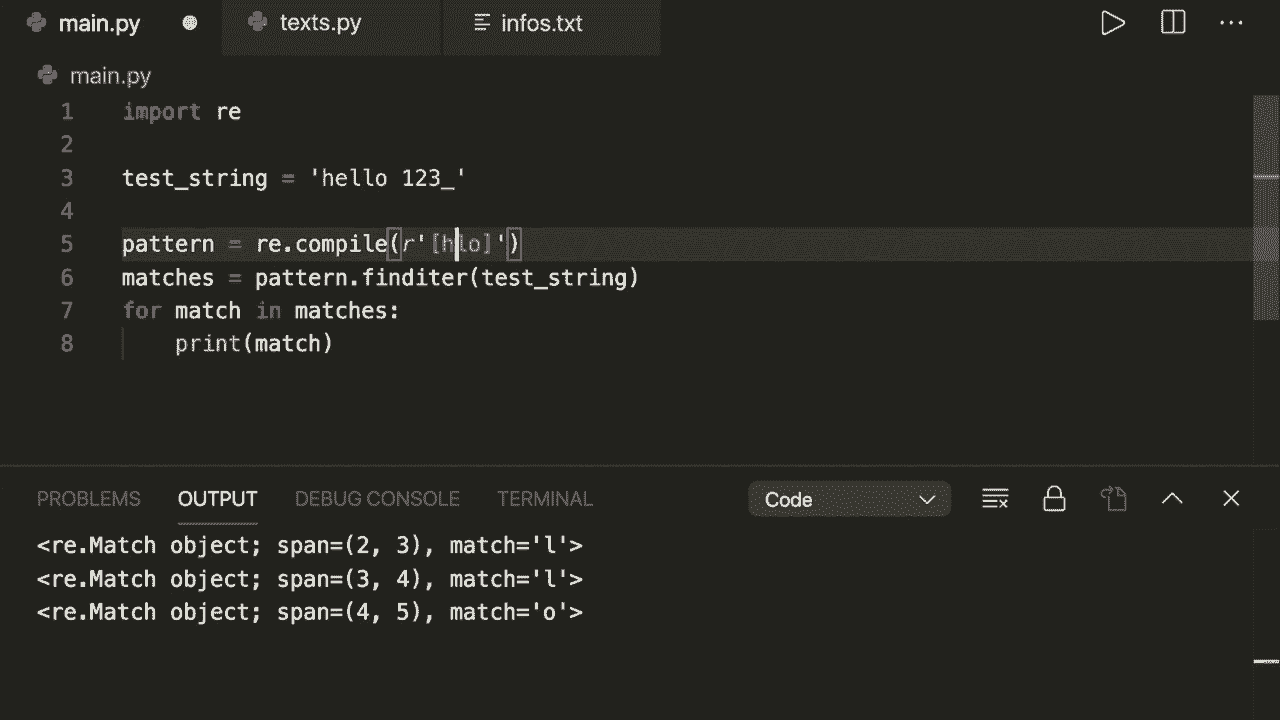 main.py texts.py infos.txt
main.py
1 import re
2
3 test_string = 'hello 123_'
4
5 pattern = re.compile(r'[hlo]')
6 matches = pattern.finditer(test_string)
7 for match in matches:
8     print(match)
PROBLEMS OUTPUT DEBUG CONSOLE TERMINAL Code
<re.Match object; span=(2, 3), match='l'>
<re.Match object; span=(3, 4), match='l'>
<re.Match object; span=(4, 5), match='o'>